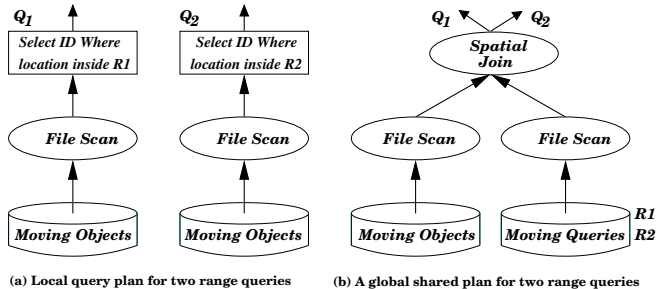 Q1
Select ID Where
location inside R1
File Scan
Moving Objects
Q2
Select ID Where
location inside R2
File Scan
Moving Objects
(a) Local query plan for two range queries
Q1
Q2
Spatial
Join
File Scan
File Scan
Moving Objects
Moving Queries
R1
R2
(b) A global shared plan for two range queries